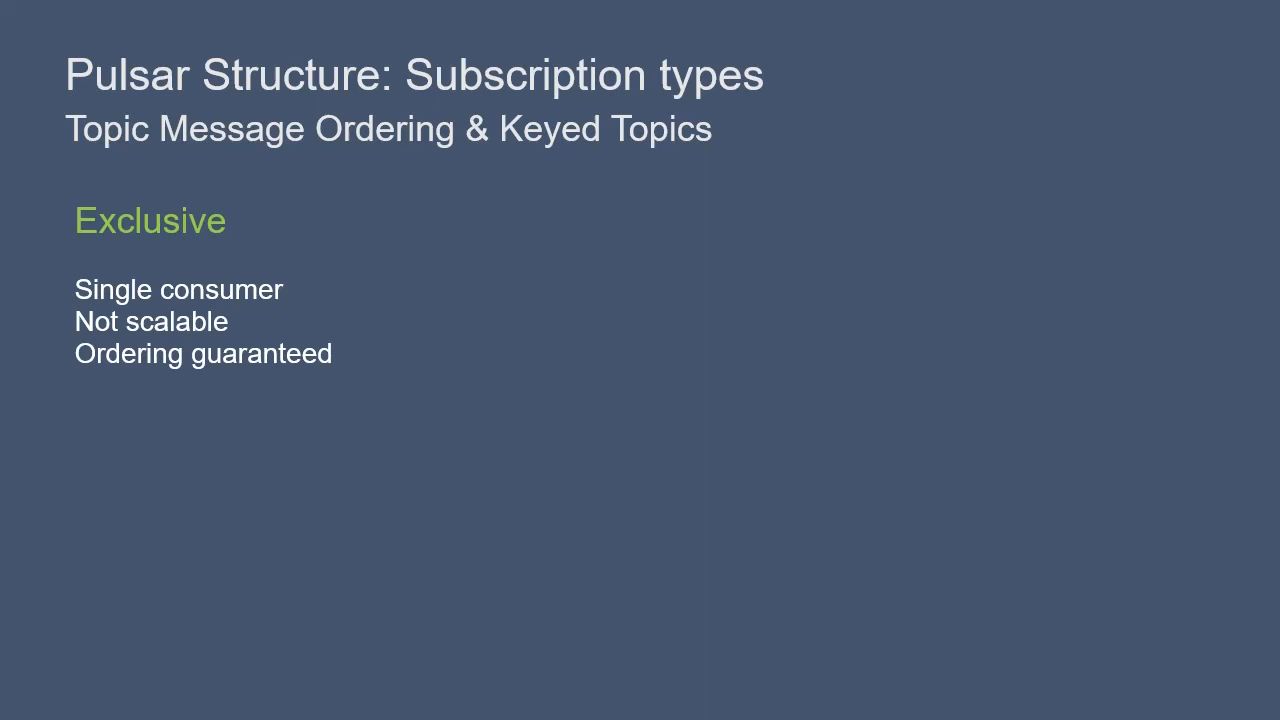 Pulsar Structure: Subscription types
Topic Message Ordering & Keyed Topics
Exclusive
Single consumer
Not scalable
Ordering guaranteed